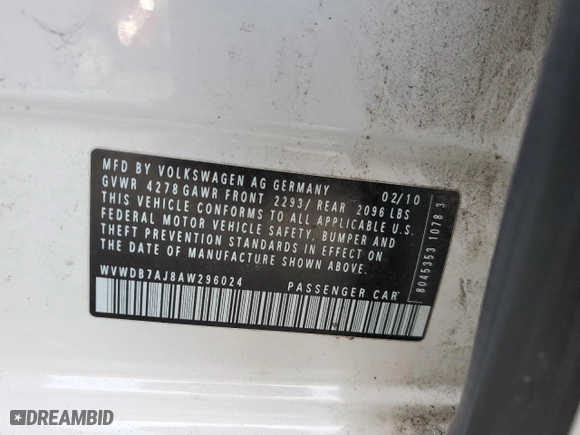 MFD BY VOLKSWAGEN AG GERMANY 02/10
GVWR 4278 GAWR FRONT 2293/ REAR 2096 LBS
THIS VEHICLE CONFORMS TO ALL APPLICABLE U.S.
FEDERAL MOTOR VEHICLE SAFETY, BUMPER AND
THEFT PREVENTION STANDARDS IN EFFECT ON
THE DATE OF MANUFACTURE SHOWN ABOVE.
WVWDB7AJ8AW296024 PASSENGER CAR
8045353 1078 3
DREAMBID